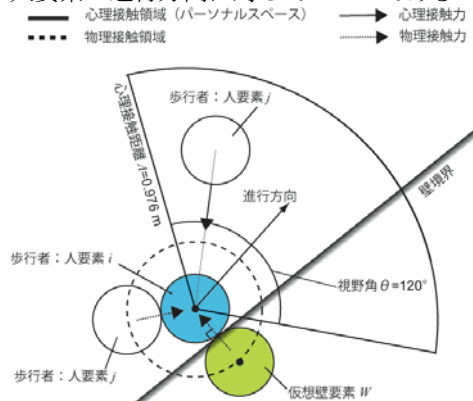 心理接触領域（パーソナルスペース）
心理接触力
物理接触領域
物理接触力
歩行者：人要素 j
心理接触距離 Λ=0.976 m
進行方向
壁境界
歩行者：人要素 i
視野角 θ=120°
歩行者：人要素 j
仮想壁要素 W